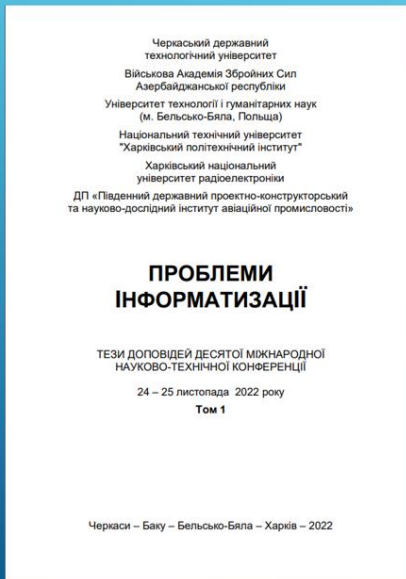 Черкаський державний
технологічний університет
Військова Академія Збройних Сил
Азербайджанської республіки
Університет технології і гуманітарних наук
(м. Бельсько-Бяла, Польща)
Національний технічний університет
"Харківський політехнічний інститут"
Харківський національний
університет радіоелектроніки
ДП «Південний державний проектно-конструкторський
та науково-дослідний інститут авіаційної промисловості»
ПРОБЛЕМИ
ІНФОРМАТИЗАЦІЇ
ТЕЗИ ДОПОВІДЕЙ ДЕСЯТОЇ МІЖНАРОДНОЇ
НАУКОВО-ТЕХНІЧНОЇ КОНФЕРЕНЦІЇ
24 – 25 листопада 2022 року
Том 1
Черкаси – Баку – Бельсько-Бяла – Харків – 2022